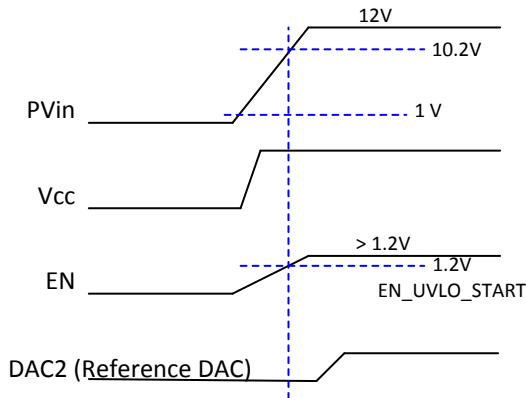 12V
10.2V
PVin
1 V
Vcc
> 1.2V
1.2V
EN
EN_UVLO_START
DAC2 (Reference DAC)